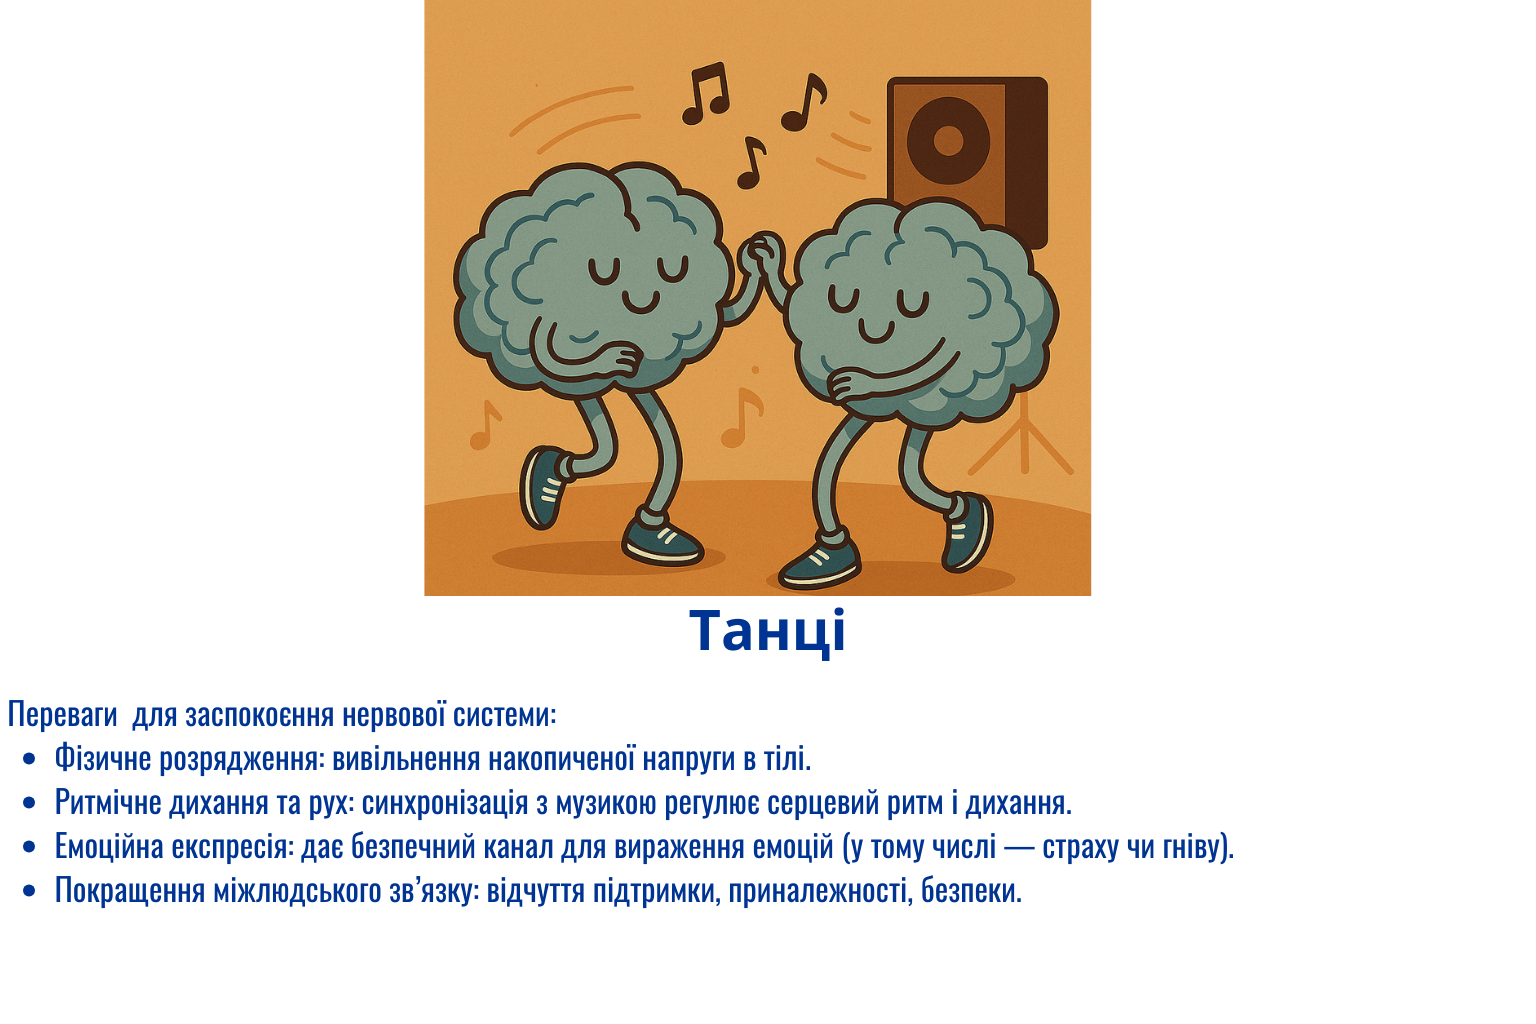 Танці
Переваги  для заспокоєння нервової системи:
• Фізичне розрядження: вивільнення накопиченої напруги в тілі.
• Ритмічне дихання та рух: синхронізація з музикою регулює серцевий ритм і дихання.
• Емоційна експресія: дає безпечний канал для вираження емоцій (у тому числі — страху чи гніву).
• Покращення міжлюдського зв’язку: відчуття підтримки, приналежності, безпеки.